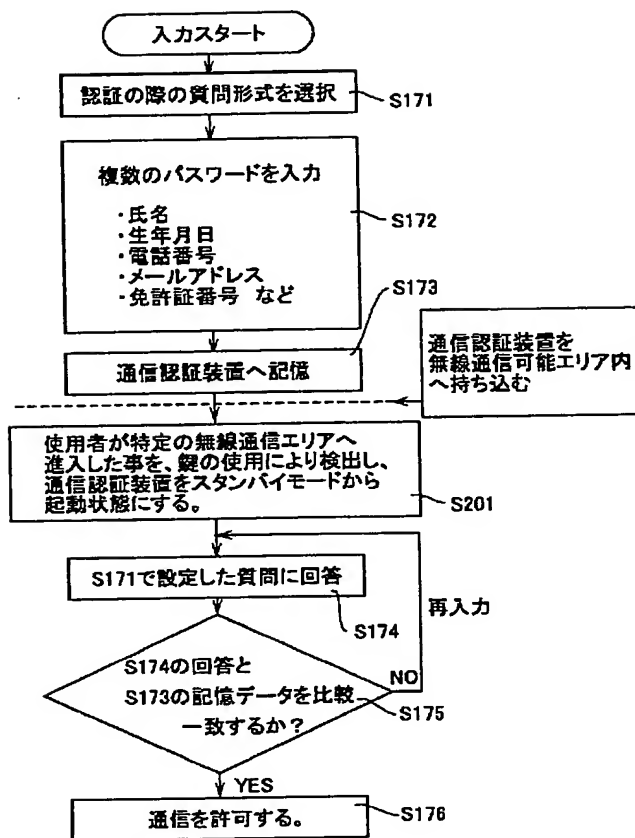 入力スタート
認証の際の質問形式を選択
S171
複数のパスワードを入力
・氏名
・生年月日
・電話番号
・メールアドレス
・免許証番号 など
S172
S173
通信認証装置へ記憶
通信認証装置を
無線通信可能エリア内
へ持ち込む
使用者が特定の無線通信エリアへ
進入した事を、鍵の使用により検出し、
通信認証装置をスタンバイモードから
起動状態にする。
S201
S171で設定した質問に回答
S174
再入力
S174の回答と
S173の記憶データを比較
一致するか？
NO
S175
YES
通信を許可する。
S176